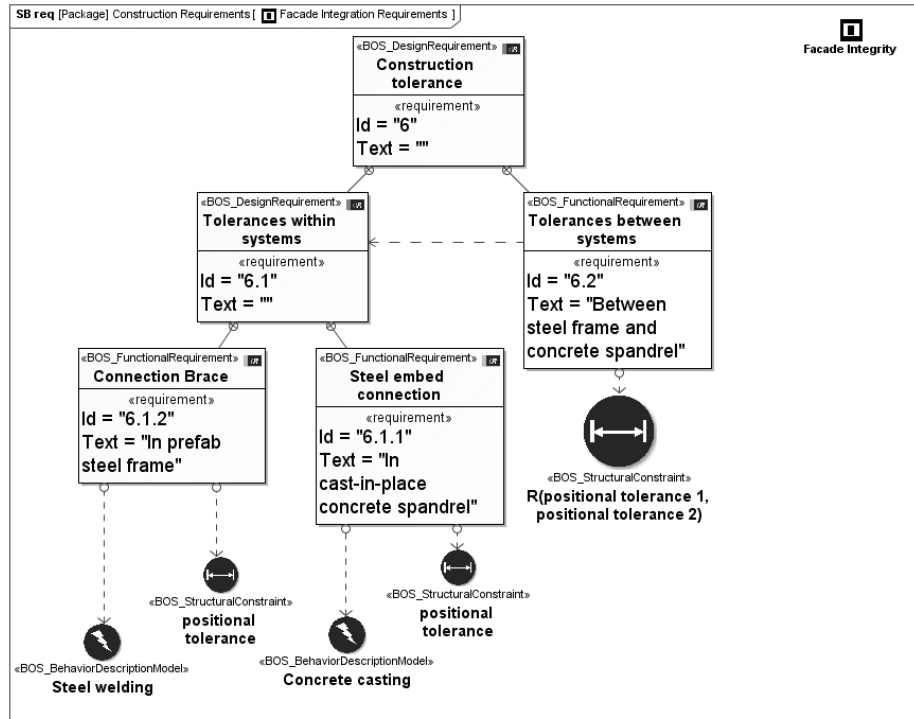 SB req [Package] Construction Requirements [ Facade Integration Requirements ]
Facade Integrity
«BOS_DesignRequirement»
Construction
tolerance
«requirement»
Id = "6"
Text = ""
«BOS_DesignRequirement»
Tolerances within
systems
«requirement»
Id = "6.1"
Text = ""
«BOS_FunctionalRequirement»
Tolerances between
systems
«requirement»
Id = "6.2"
Text = "Between
steel frame and
concrete spandrel"
«BOS_FunctionalRequirement»
Connection Brace
«requirement»
Id = "6.1.2"
Text = "In prefab
steel frame"
«BOS_FunctionalRequirement»
Steel embed
connection
«requirement»
Id = "6.1.1"
Text = "In
cast-in-place
concrete spandrel"
«BOS_StructuralConstraint»
R(positional tolerance 1,
positional tolerance 2)
«BOS_StructuralConstraint»
positional
tolerance
«BOS_StructuralConstraint»
positional
tolerance
«BOS_BehaviorDescriptionModel»
Steel welding
«BOS_BehaviorDescriptionModel»
Concrete casting